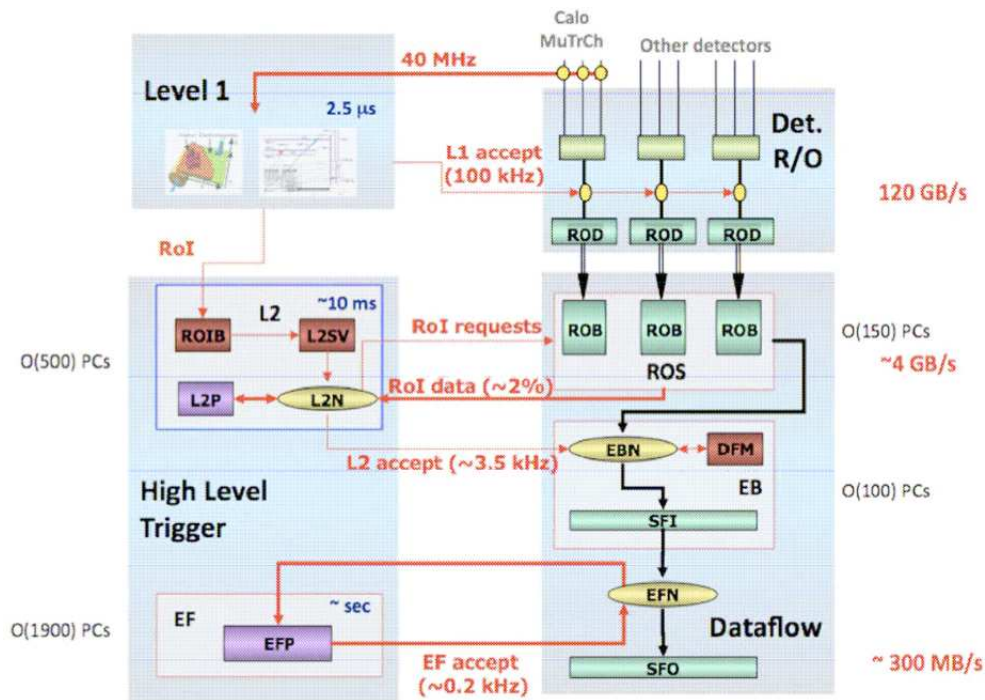 Calo
MuTrCh
Other detectors
40 MHz
Level 1
2.5 µs
Det.
R/O
L1 accept
(100 kHz)
120 GB/s
ROD
ROD
ROD
RoI
~10 ms
L2
ROIB
L2SV
RoI requests
ROB
ROB
ROB
O(150) PCs
O(500) PCs
ROS
~4 GB/s
L2P
L2N
RoI data (~2%)
L2 accept (~3.5 kHz)
EBN
DFM
EB
O(100) PCs
High Level
Trigger
SFI
~ sec
EF
EFN
O(1900) PCs
EFP
Dataflow
EF accept
(~0.2 kHz)
SFO
~ 300 MB/s